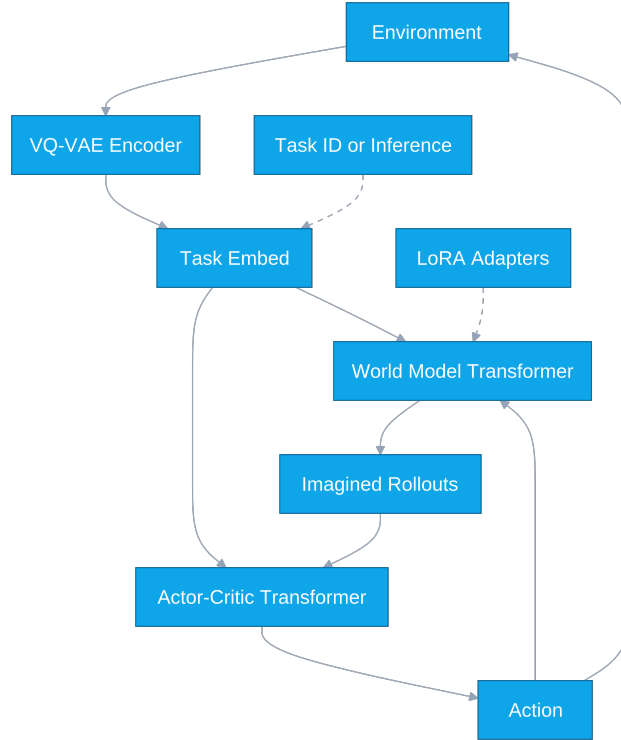 Environment
VQ-VAE Encoder
Task ID or Inference
Task Embed
LoRA Adapters
World Model Transformer
Imagined Rollouts
Actor-Critic Transformer
Action